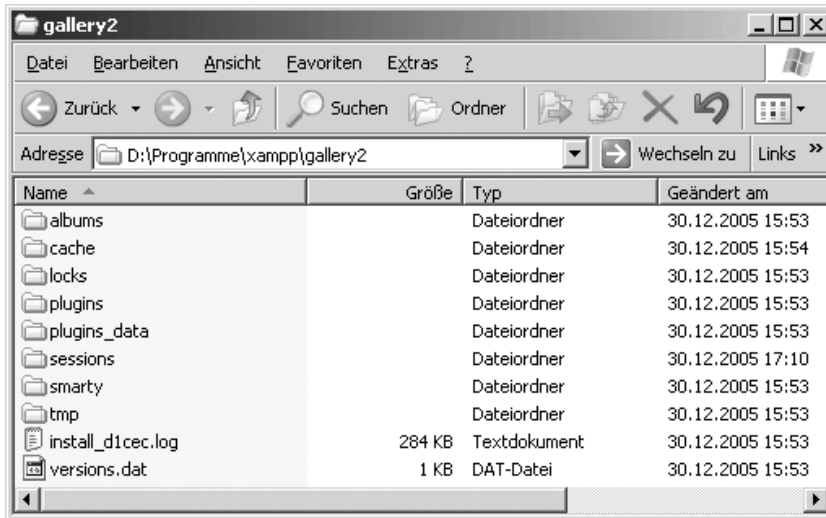 gallery2
Datei Bearbeiten Ansicht Favoriten Extras ?
Zurück Suchen Ordner
Adresse D:\Programme\xampp\gallery2 Wechseln zu Links »
Name Größe Typ Geändert am
albums Dateiordner 30.12.2005 15:53
cache Dateiordner 30.12.2005 15:54
locks Dateiordner 30.12.2005 15:53
plugins Dateiordner 30.12.2005 15:53
plugins_data Dateiordner 30.12.2005 15:53
sessions Dateiordner 30.12.2005 17:10
smarty Dateiordner 30.12.2005 15:53
tmp Dateiordner 30.12.2005 15:53
install_d1cec.log 284 KB Textdokument 30.12.2005 15:53
versions.dat 1 KB DAT-Datei 30.12.2005 15:53